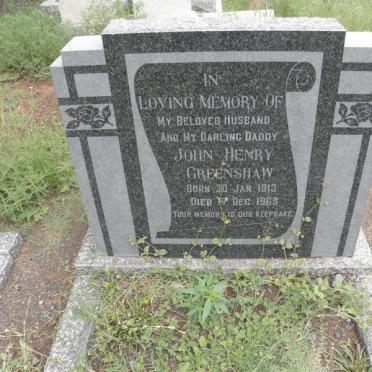 In
Loving Memory Of
My Beloved Husband
And My Darling Daddy
John Henry
Greenshaw
Born 30 Jan 1913
Died Dec 1968
Your memory is our keepsake